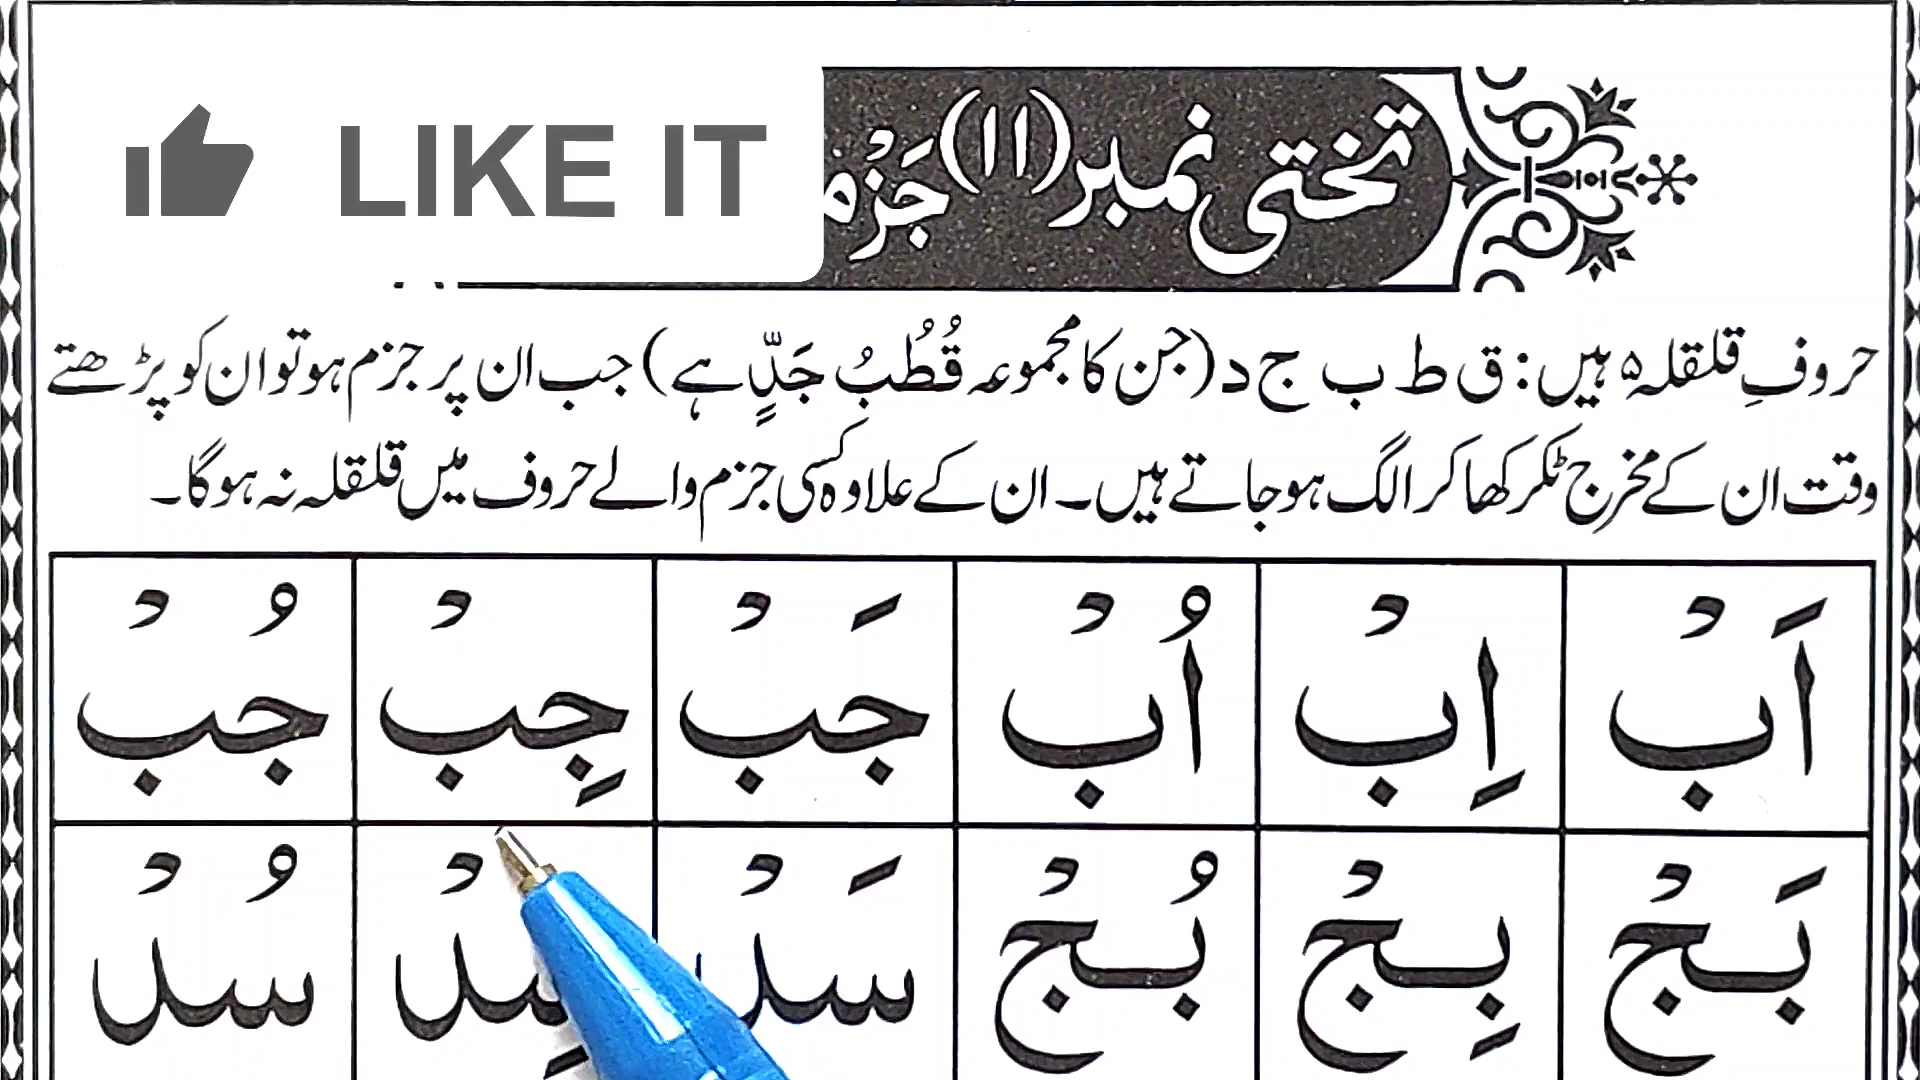 LIKE IT
تختی نمبر (۱۱) جَزْم
حروفِ قلقلہ ۵ ہیں: ق ط ب ج د (جن کا مجموعہ قُطُبُ جَدٍّ ہے) جب ان پر جزم ہو تو ان کو پڑھتے
وقت ان کے مخرج ٹکر کھا کر الگ ہو جاتے ہیں۔ ان کے علاوہ کسی جزم والے حروف میں قلقلہ نہ ہوگا۔
اَبْ اِبْ اُبْ جَبْ جِبْ جُبْ
بَجْ بِجْ بُجْ سَدْ سِدْ سُدْ